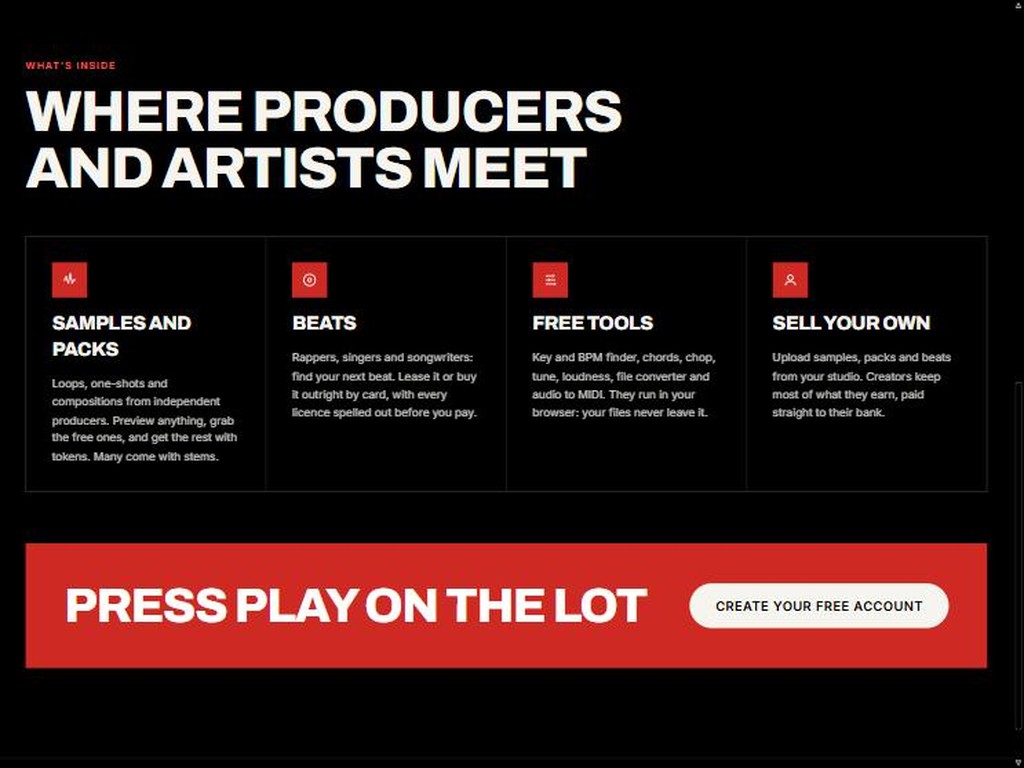 WHAT'S INSIDE
WHERE PRODUCERS
AND ARTISTS MEET
SAMPLES AND
PACKS
Loops, one-shots and
compositions from independent
producers. Preview anything, grab
the free ones, and get the rest with
tokens. Many come with stems.
BEATS
Rappers, singers and songwriters:
find your next beat. Lease it or buy
it outright by card, with every
licence spelled out before you pay.
FREE TOOLS
Key and BPM finder, chords, chop,
tune, loudness, file converter and
audio to MIDI. They run in your
browser: your files never leave it.
SELL YOUR OWN
Upload samples, packs and beats
from your studio. Creators keep
most of what they earn, paid
straight to their bank.
PRESS PLAY ON THE LOT
CREATE YOUR FREE ACCOUNT